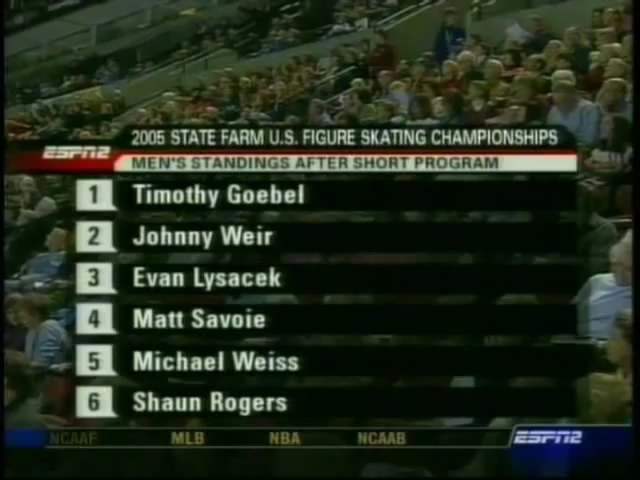 2005 STATE FARM U.S. FIGURE SKATING CHAMPIONSHIPS
ESPN2
MEN'S STANDINGS AFTER SHORT PROGRAM
1 Timothy Goebel
2 Johnny Weir
3 Evan Lysacek
4 Matt Savoie
5 Michael Weiss
6 Shaun Rogers
NCAAF MLB NBA NCAAB ESPN2